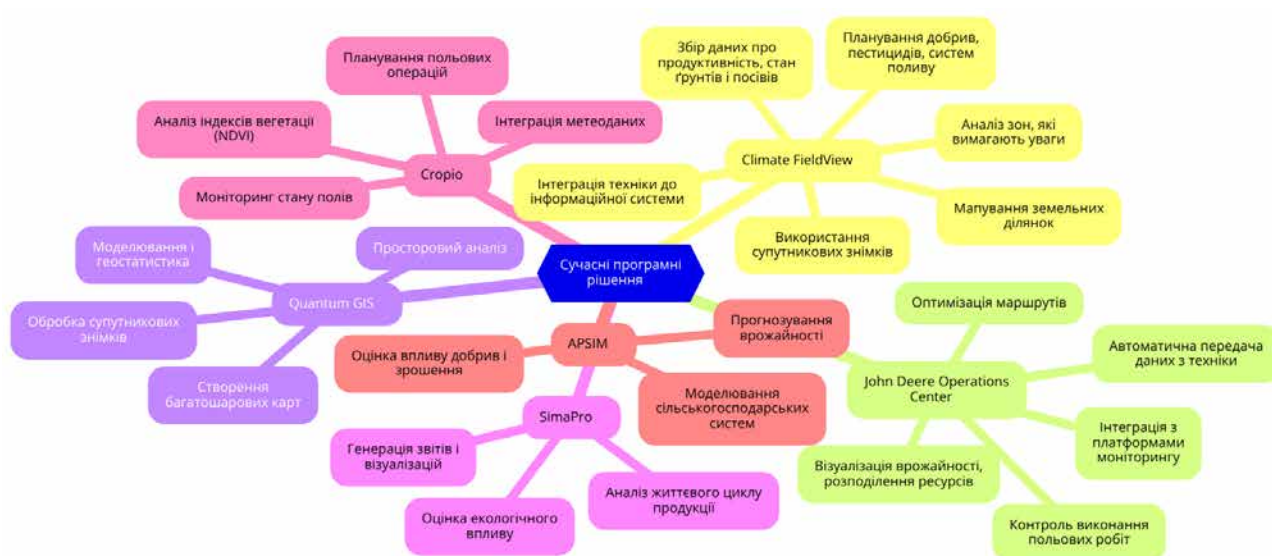 Сучасні програмні
рішення
Climate FieldView
Збір даних про
продуктивність, стан
ґрунтів і посівів
Планування добрив,
пестицидів, систем
поливу
Аналіз зон, які
вимагають уваги
Мапування земельних
ділянок
Використання
супутникових знімків
Інтеграція техніки до
інформаційної системи
Cropio
Планування польових
операцій
Інтеграція метеоданих
Аналіз індексів вегетації
(NDVI)
Моніторинг стану полів
Quantum GIS
Моделювання і
геостатистика
Просторовий аналіз
Обробка супутникових
знімків
Створення
багатошарових карт
APSIM
Прогнозування
врожайності
Оцінка впливу добрив і
зрошення
Моделювання
сільськогосподарських
систем
SimaPro
Генерація звітів і
візуалізацій
Оцінка екологічного
впливу
Аналіз життєвого циклу
продукції
John Deere Operations
Center
Оптимізація маршрутів
Автоматична передача
даних з техніки
Інтеграція з
платформами
моніторингу
Візуалізація врожайності,
розподілення ресурсів
Контроль виконання
польових робіт